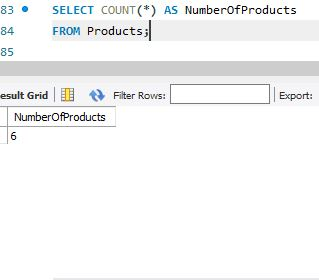 83 SELECT COUNT(*) AS NumberOfProducts
84 FROM Products;
85
esult Grid Filter Rows: Export:
NumberOfProducts
6